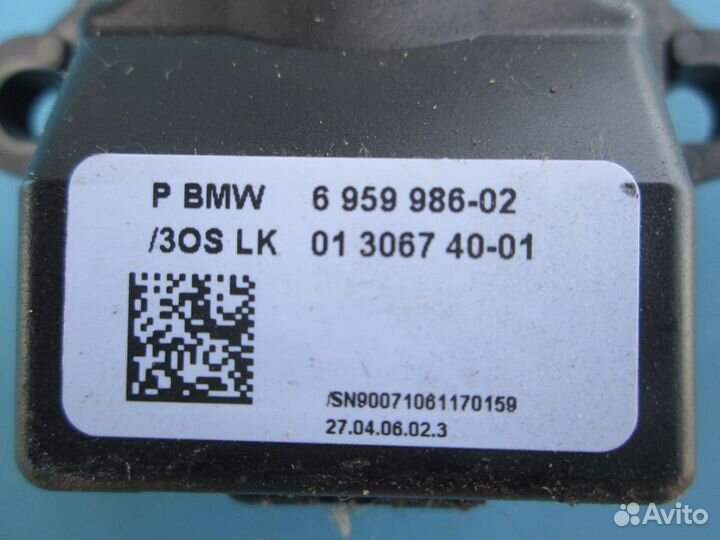 P BMW 6 959 986-02
/3OS LK 01 3067 40-01
/SN90071061170159
27.04.06.02.3
Avito